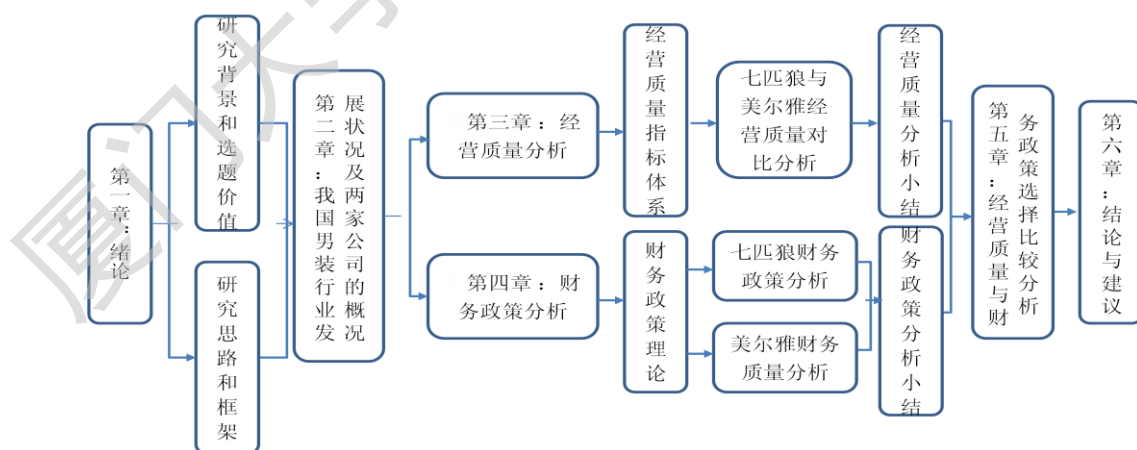 厦门大学
第一章：绪论
研究背景和选题价值
研究思路和框架
第二章：我国男装行业发
展状况及两家公司的概况
第三章：经
营质量分析
第四章：财
务政策分析
经营质量指标体系
财务政策理论
七匹狼与
美尔雅经
营质量对
比分析
七匹狼财务
政策分析
美尔雅财务
质量分析
经营质量分析小结
财务政策分析小结
第五章：经营质量与财
务政策选择比较分析
第六章：结论与建议